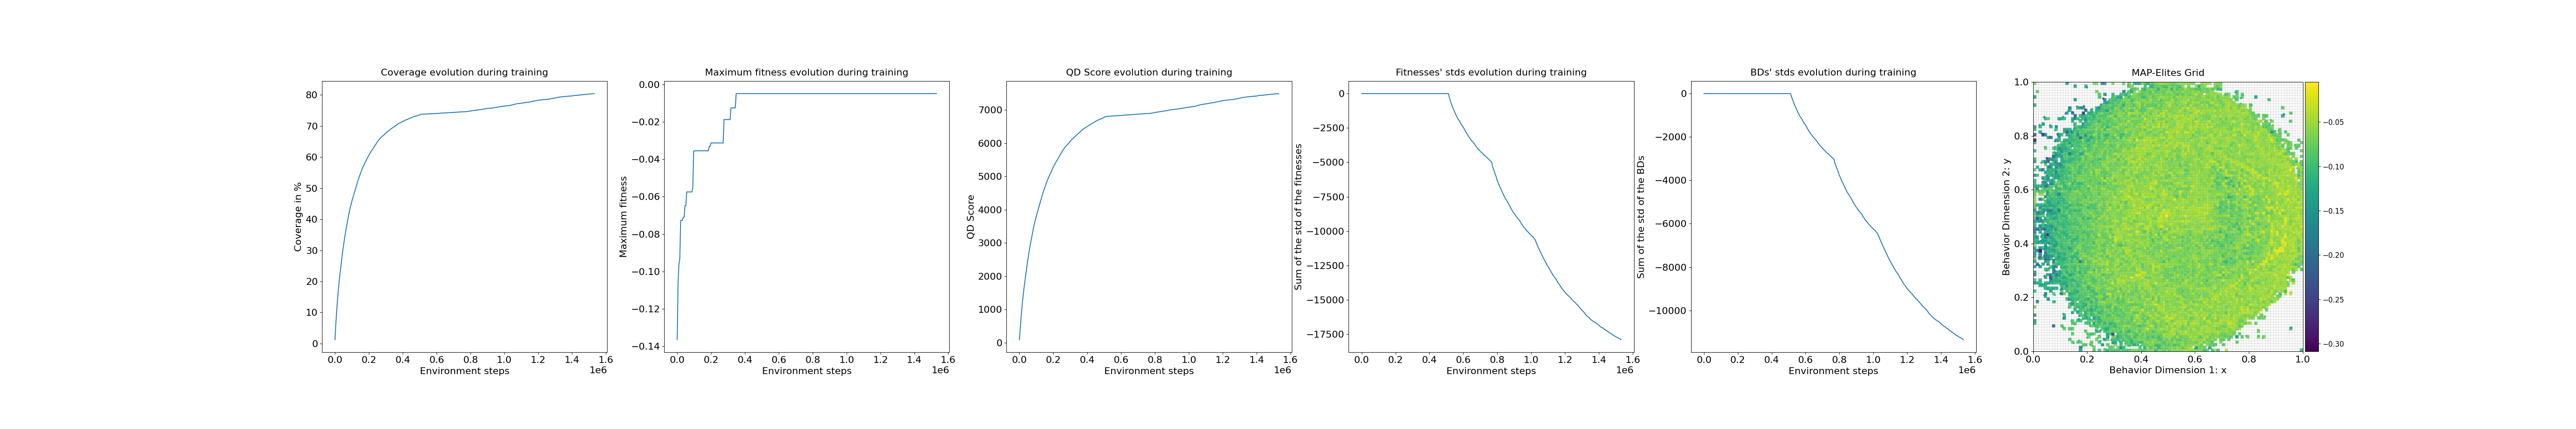 Coverage evolution during training
Coverage in %
80
70
60
50
40
30
20
10
0
0.0 0.2 0.4 0.6 0.8 1.0 1.2 1.4 1.6
1e6
Environment steps
Maximum fitness evolution during training
Maximum fitness
0.00
−0.02
−0.04
−0.06
−0.08
−0.10
−0.12
−0.14
0.0 0.2 0.4 0.6 0.8 1.0 1.2 1.4 1.6
1e6
Environment steps
QD Score evolution during training
QD Score
7000
6000
5000
4000
3000
2000
1000
0
0.0 0.2 0.4 0.6 0.8 1.0 1.2 1.4 1.6
1e6
Environment steps
Fitnesses' stds evolution during training
Sum of the std of the fitnesses
0
−2500
−5000
−7500
−10000
−12500
−15000
−17500
0.0 0.2 0.4 0.6 0.8 1.0 1.2 1.4 1.6
1e6
Environment steps
BDs' stds evolution during training
Sum of the std of the BDs
0
−2000
−4000
−6000
−8000
−10000
0.0 0.2 0.4 0.6 0.8 1.0 1.2 1.4 1.6
1e6
Environment steps
MAP-Elites Grid
Behavior Dimension 2: y
1.0
0.8
0.6
0.4
0.2
0.0
0.0 0.2 0.4 0.6 0.8 1.0
Behavior Dimension 1: x
−0.05
−0.10
−0.15
−0.20
−0.25
−0.30